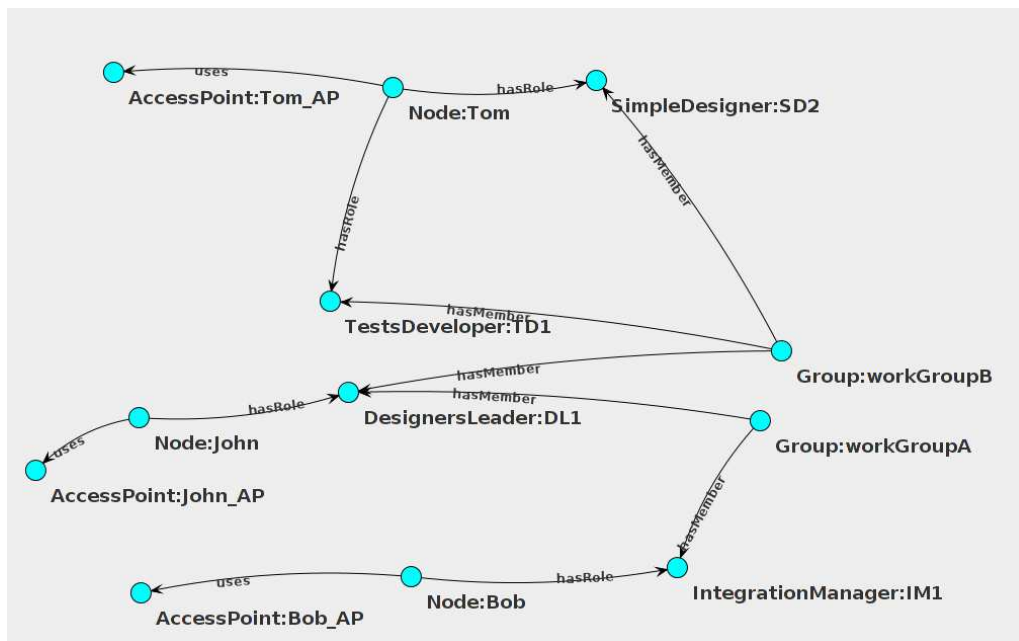 uses
AccessPoint:Tom_AP
Node:Tom
hasRole
SimpleDesigner:SD2
hasMember
hasRole
hasMember
TestsDeveloper:TD1
Group:workGroupB
hasMember
hasMember
hasRole
DesignersLeader:DL1
Node:John
uses
Group:workGroupA
AccessPoint:John_AP
hasMember
uses
hasRole
Node:Bob
IntegrationManager:IM1
AccessPoint:Bob_AP